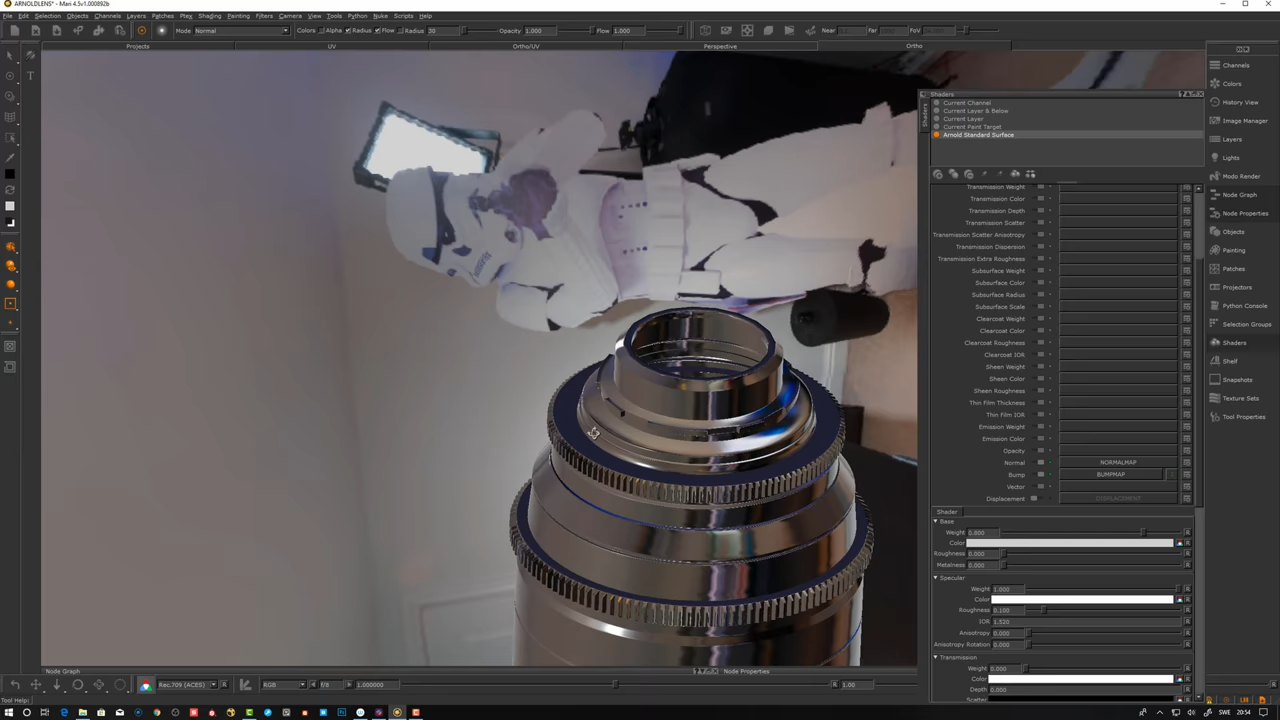 ARNOLDLENS* - Mari 4.5v1.000892b
File Edit Selection Objects Channels Layers Patches Ptex Shading Painting Filters Camera View Tools Python Nuke Scripts Help
Mode Normal Colors Alpha Radius Flow Radius 30 Opacity 1.000 Flow 1.000 Near Far FoV
Projects UV Ortho/UV Perspective Ortho
Shaders
Shaders
Current Channel
Current Layer & Below
Current Layer
Current Paint Target
Arnold Standard Surface
Transmission Weight
Transmission Color
Transmission Depth
Transmission Scatter
Transmission Scatter Anisotropy
Transmission Dispersion
Transmission Extra Roughness
Subsurface Weight
Subsurface Color
Subsurface Radius
Subsurface Scale
Clearcoat Weight
Clearcoat Color
Clearcoat Roughness
Clearcoat IOR
Sheen Weight
Sheen Color
Sheen Roughness
Thin Film Thickness
Thin Film IOR
Emission Weight
Emission Color
Opacity
Normal NORMALMAP
Bump BUMPMAP
Vector
Displacement DISPLACEMENT
Shader
Base
Weight 0.800 R
Color R
Roughness 0.000 R
Metalness 0.000 R
Specular
Weight 1.000 R
Color R
Roughness 0.100 R
IOR 1.520 R
Anisotropy 0.000 R
Anisotropy Rotation 0.000 R
Transmission
Weight 0.000 R
Color R
Depth 0.000 R
Scatter R
Channels
Colors
History View
Image Manager
Layers
Lights
Modo Render
Node Graph
Node Properties
Objects
Painting
Patches
Projectors
Python Console
Selection Groups
Shaders
Shelf
Snapshots
Texture Sets
Tool Properties
Node Graph Node Properties
Rec.709 (ACES) RGB f/8 1.000000 R 1.00 R
Tool Help:
SWE 20:54